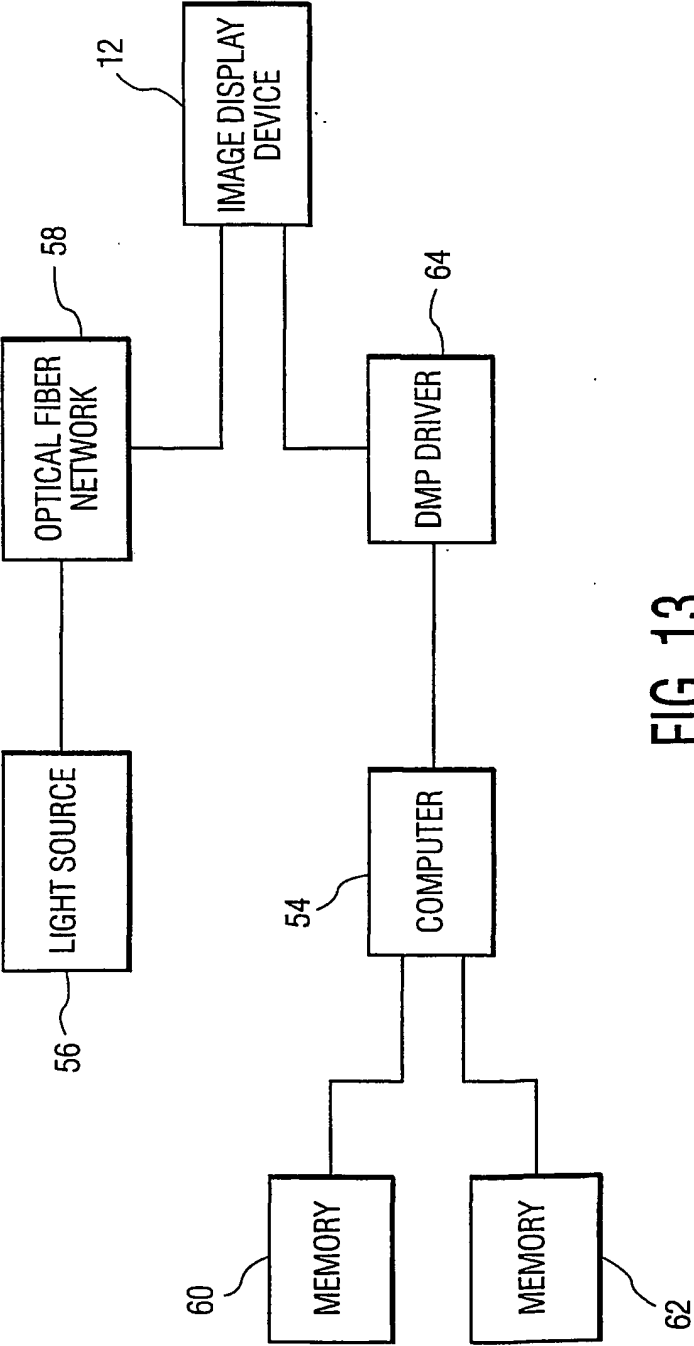 56
LIGHT SOURCE
OPTICAL FIBER
NETWORK
58
12
IMAGE DISPLAY
DEVICE
60
MEMORY
MEMORY
62
54
COMPUTER
DMP DRIVER
64
FIG. 13